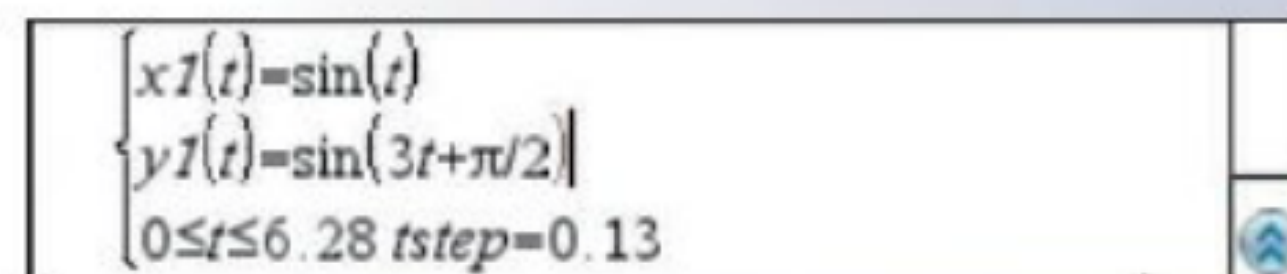 x1(t)=sin(t)
y1(t)=sin(3t+π/2)
0≤t≤6.28 tstep=0.13